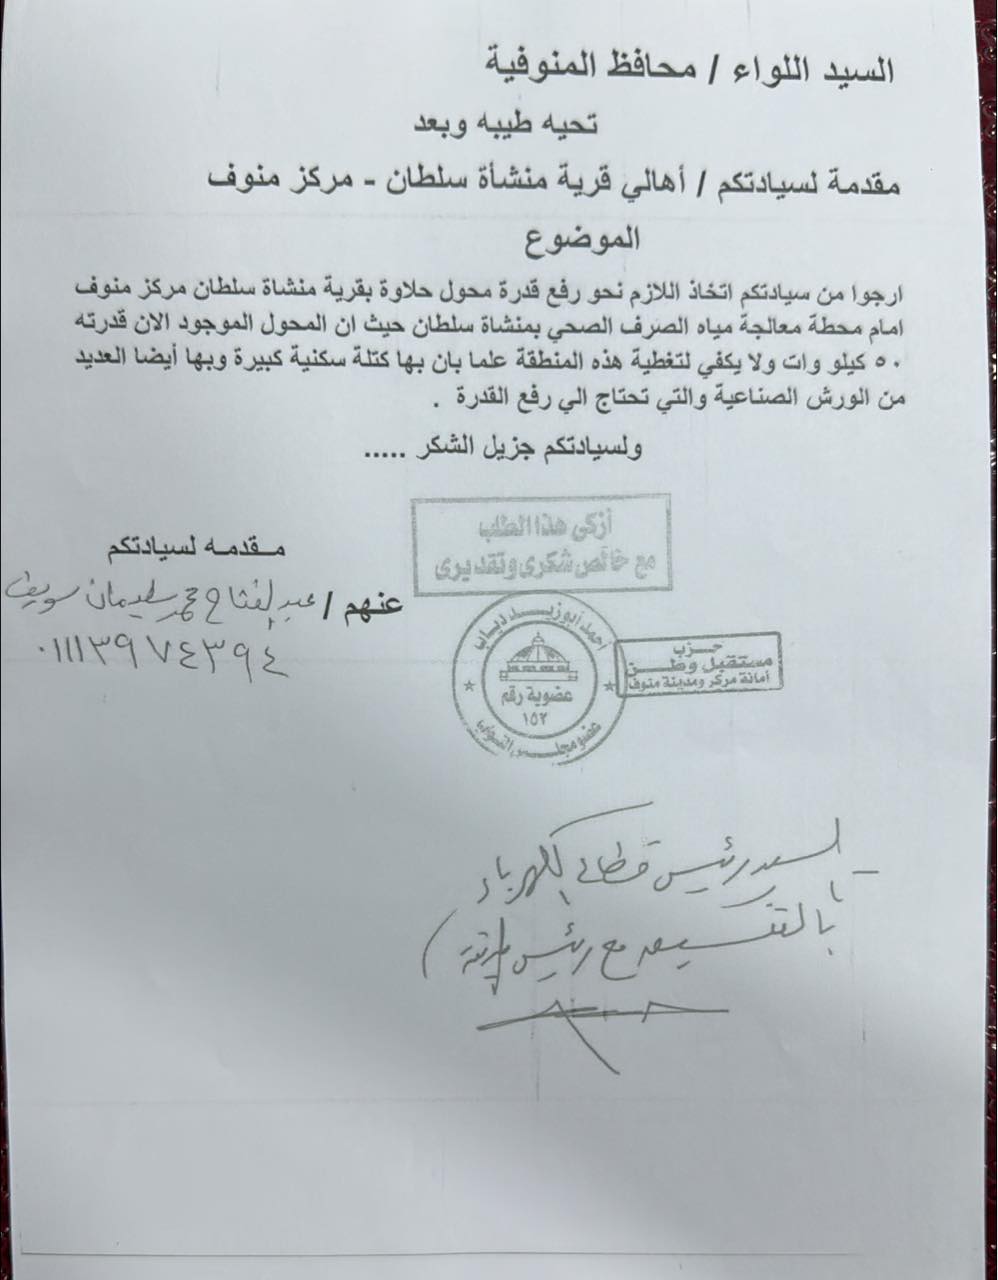 السيد اللواء / محافظ المنوفية
تحيه طيبه وبعد
مقدمة لسيادتكم / أهالي قرية منشأة سلطان - مركز منوف
الموضوع
ارجوا من سيادتكم اتخاذ اللازم نحو رفع قدرة محول حلاوة بقرية منشاة سلطان مركز منوف
امام محطة معالجة مياه الصرف الصحي بمنشاة سلطان حيث ان المحول الموجود الان قدرته
٥٠ كيلو وات ولا يكفي لتغطية هذه المنطقة علما بان بها كتلة سكنية كبيرة وبها أيضا العديد
من الورش الصناعية والتي تحتاج الي رفع القدرة .
ولسيادتكم جزيل الشكر .....
أزكى هذا الطلب
مع خالص شكرى وتقديرى
مقدمه لسيادتكم
عنهم / عبد الفتاح محمد سليمان سويف
٠١١١٣٩٧٤٣٩٤
أحمد أبوزيد دياب
عضوية رقم
١٥٢
عضو مجلس النواب
حزب
مستقبل وطن
أمانة مركز ومدينة منوف
السيد رئيس قطاع الكهرباء
بالتنسيق مع رئيس